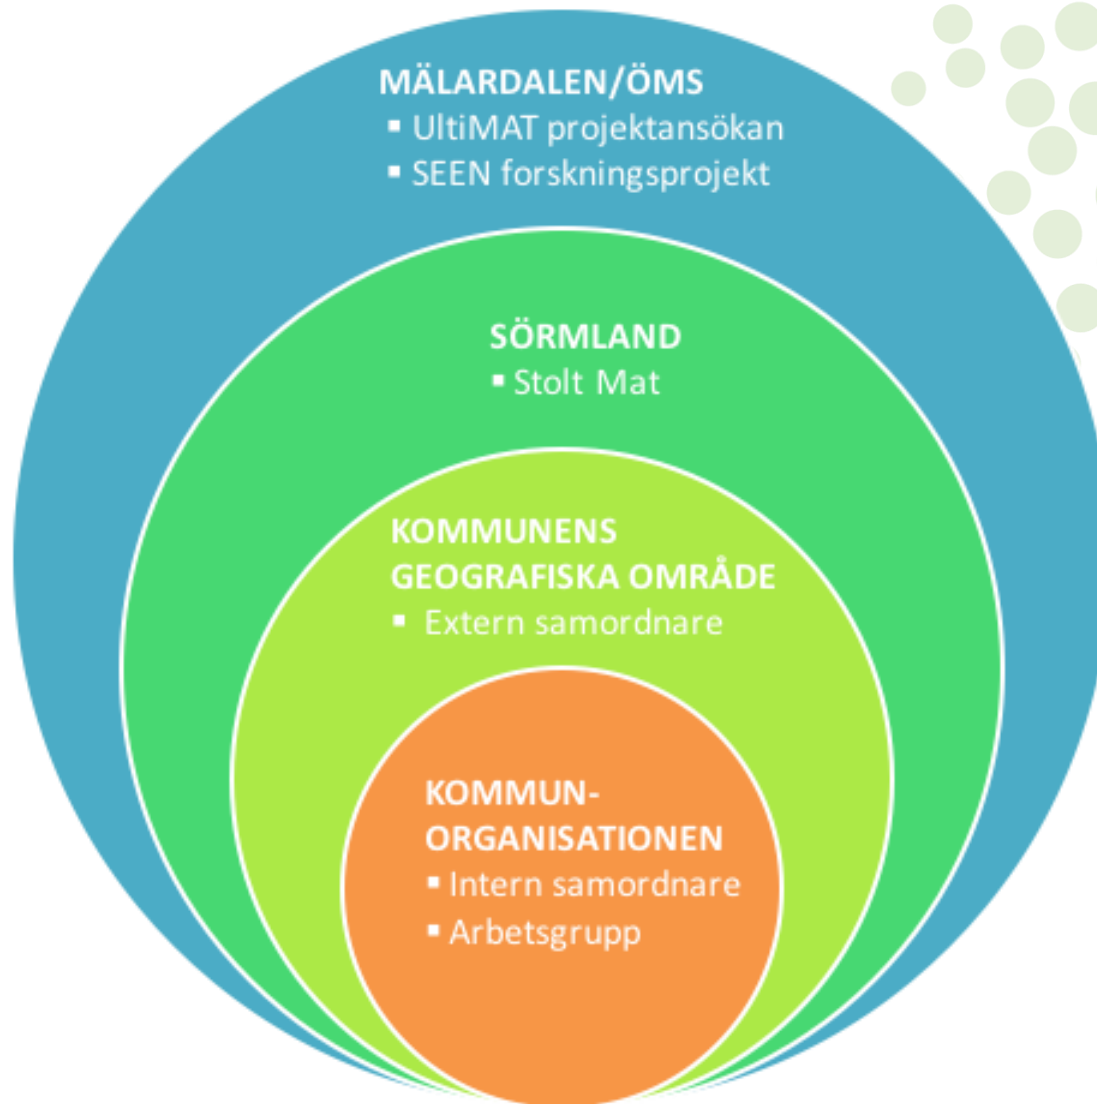 MÄLARDALEN/ÖMS
▪ UltiMAT projektansökan
▪ SEEN forskningsprojekt
SÖRMLAND
▪ Stolt Mat
KOMMUNENS
GEOGRAFISKA OMRÅDE
▪ Extern samordnare
KOMMUN-
ORGANISATIONEN
▪ Intern samordnare
▪ Arbetsgrupp